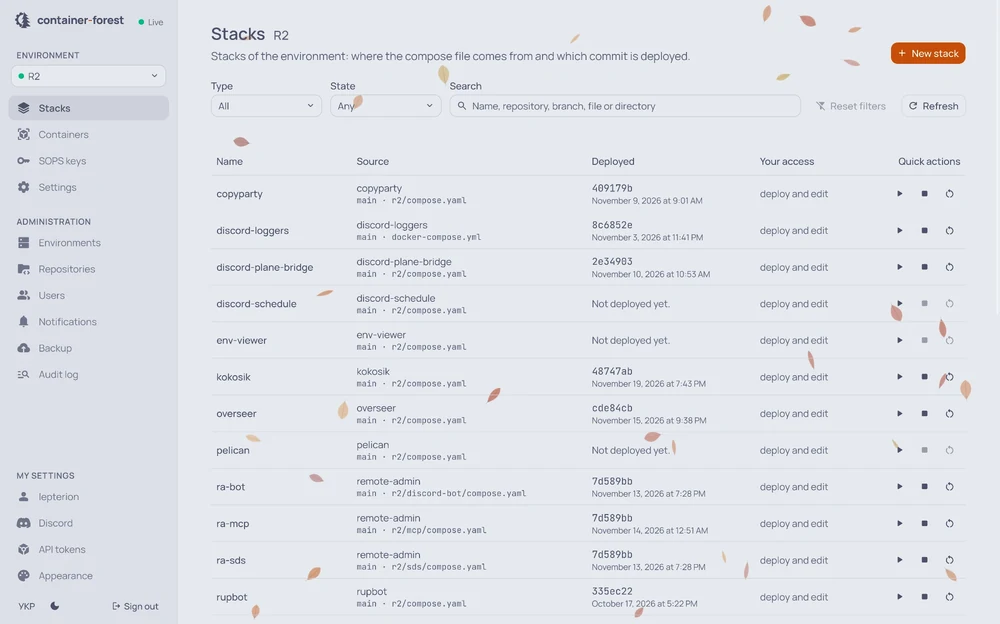 container-forest
Live
ENVIRONMENT
R2
Stacks
Containers
SOPS keys
Settings
ADMINISTRATION
Environments
Repositories
Users
Notifications
Backup
Audit log
MY SETTINGS
lepterion
Discord
API tokens
Appearance
YKP
Sign out
Stacks R2
Stacks of the environment: where the compose file comes from and which commit is deployed.
+ New stack
Type
State
Search
All
Any
Name, repository, branch, file or directory
Reset filters
Refresh
Name Source Deployed Your access Quick actions
copyparty copyparty 409179b deploy and edit
main · r2/compose.yaml November 9, 2026 at 9:01 AM
discord-loggers discord-loggers 8c6852e deploy and edit
main · docker-compose.yml November 3, 2026 at 11:41 PM
discord-plane-bridge discord-plane-bridge 2e34903 deploy and edit
main · r2/compose.yaml November 10, 2026 at 10:53 AM
discord-schedule discord-schedule Not deployed yet. deploy and edit
main · r2/compose.yaml
env-viewer env-viewer Not deployed yet. deploy and edit
main · r2/compose.yaml
kokosik kokosik 48747ab deploy and edit
main · r2/compose.yaml November 19, 2026 at 7:43 PM
overseer overseer cde84cb deploy and edit
main · r2/compose.yaml November 15, 2026 at 9:38 PM
pelican pelican Not deployed yet. deploy and edit
main · r2/compose.yaml
ra-bot remote-admin 7d589bb deploy and edit
main · r2/discord-bot/compose.yaml November 13, 2026 at 7:28 PM
ra-mcp remote-admin 7d589bb deploy and edit
main · r2/mcp/compose.yaml November 14, 2026 at 12:51 AM
ra-sds remote-admin 7d589bb deploy and edit
main · r2/sds/compose.yaml November 13, 2026 at 7:28 PM
rupbot rupbot 335ec22 deploy and edit
main · r2/compose.yaml October 17, 2026 at 5:22 PM